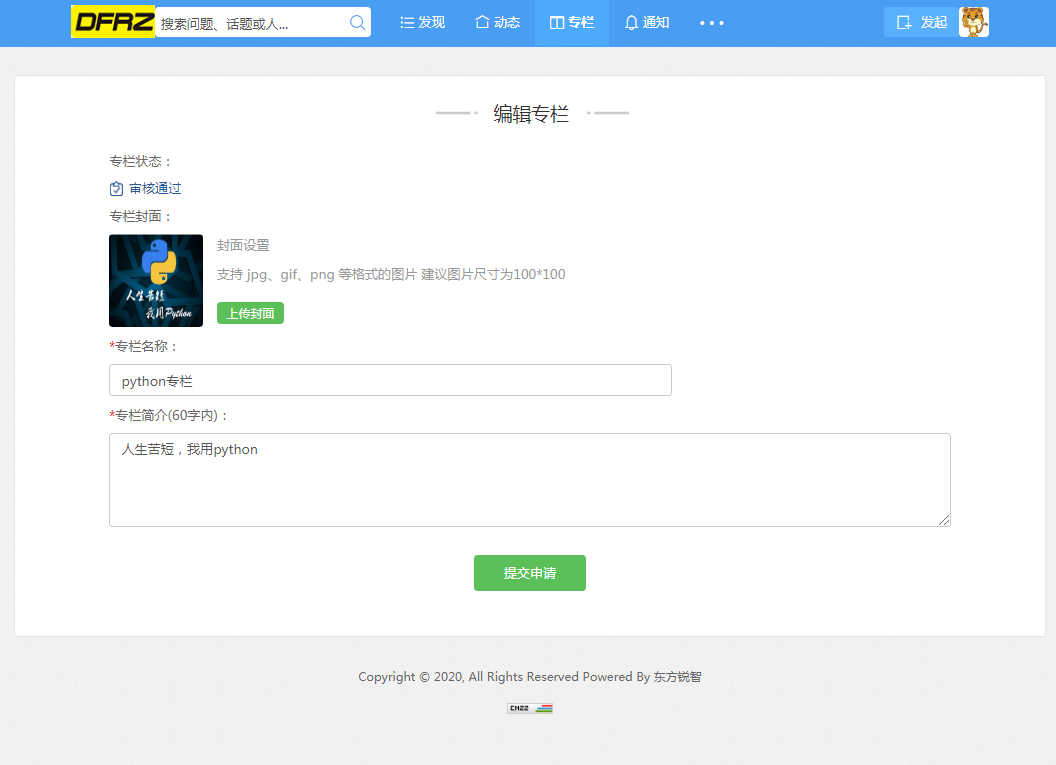 DFRZ 搜索问题、话题或人... 发现 动态 专栏 通知 ... 发起
编辑专栏
专栏状态：
审核通过
专栏封面：
人生苦短
我用Python
封面设置
支持 jpg、gif、png 等格式的图片 建议图片尺寸为100*100
上传封面
*专栏名称：
python专栏
*专栏简介(60字内)：
人生苦短，我用python
提交申请
Copyright © 2020, All Rights Reserved Powered By 东方锐智
CNZZ